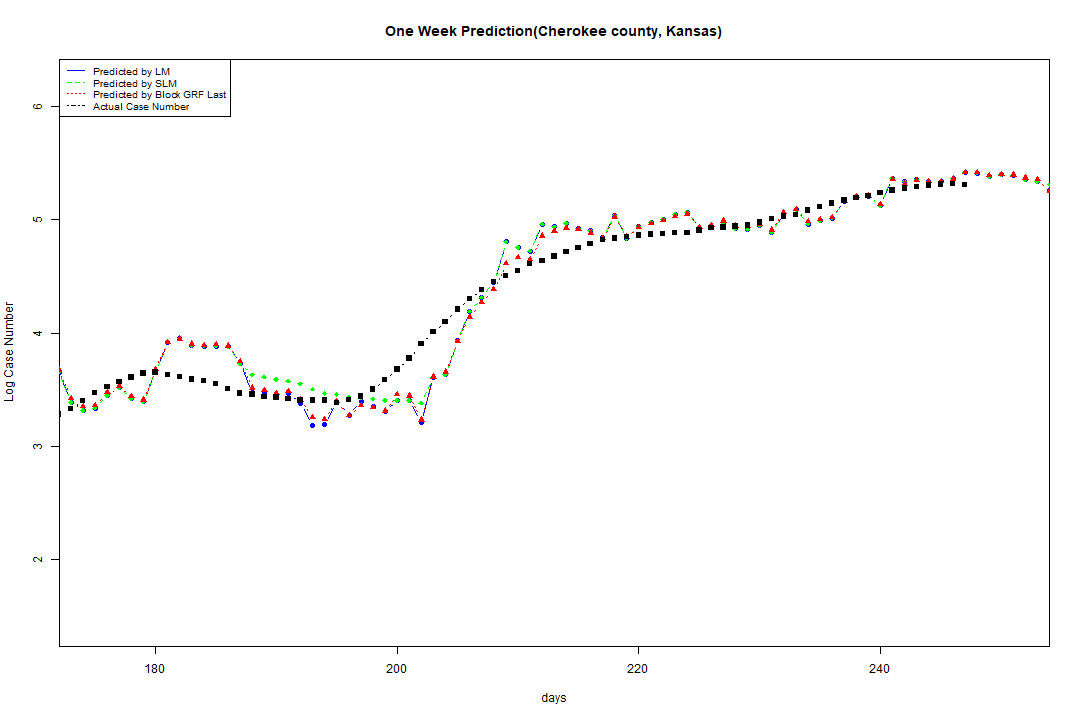 One Week Prediction(Cherokee county, Kansas)
Predicted by LM
Predicted by SLM
Predicted by Block GRF Last
Actual Case Number
6
5
4
3
2
Log Case Number
180 200 220 240
days